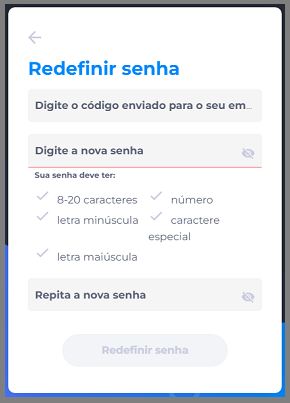 Redefinir senha
Digite o código enviado para o seu em...
Digite a nova senha
Sua senha deve ter:
8-20 caracteres
número
letra minúscula
caractere
especial
letra maiúscula
Repita a nova senha
Redefinir senha